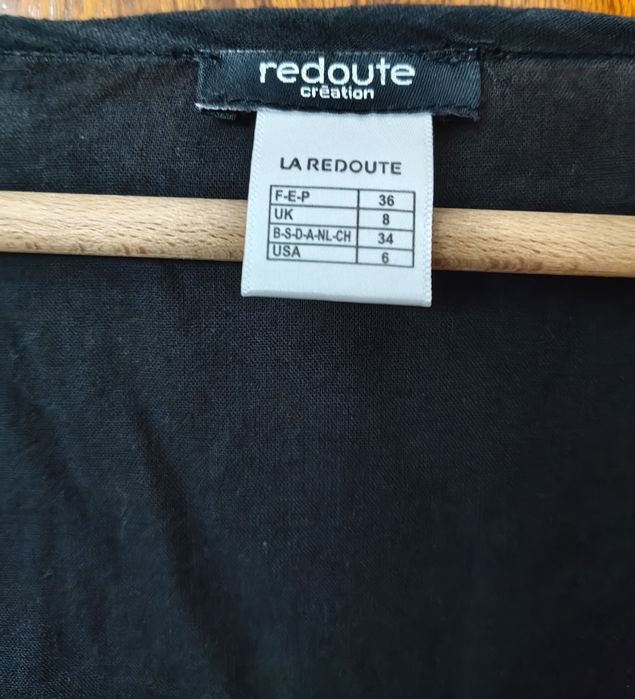 redoute
création
LA REDOUTE
F-E-P 36
UK 8
B-S-D-A-NL-CH 34
USA 6